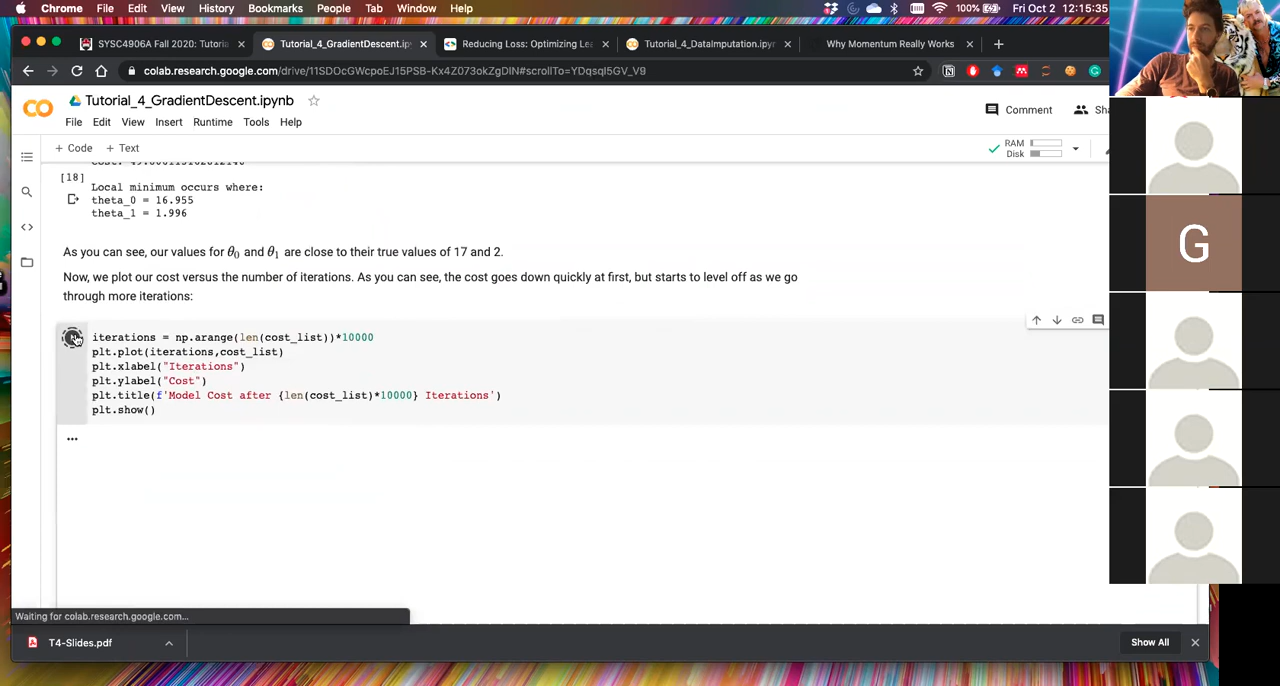 Chrome File Edit View History Bookmarks People Tab Window Help 100% Fri Oct 2 12:15:35
SYSC4906A Fall 2020: Tutoria × Tutorial_4_GradientDescent.ip × Reducing Loss: Optimizing Le × Tutorial_4_DataImputation.ipyr × Why Momentum Really Works × +
colab.research.google.com/drive/11SDOcGWcpoEJ15PSB-Kx4Z073okZgDIN#scrollTo=YDqsqI5GV_V9
CO Tutorial_4_GradientDescent.ipynb
Comment Sha
File Edit View Insert Runtime Tools Help
+ Code + Text
RAM
Disk
[18]
Local minimum occurs where:
theta_0 = 16.955
theta_1 = 1.996
As you can see, our values for θ0 and θ1 are close to their true values of 17 and 2.
Now, we plot our cost versus the number of iterations. As you can see, the cost goes down quickly at first, but starts to level off as we go
through more iterations:
iterations = np.arange(len(cost_list))*10000
plt.plot(iterations,cost_list)
plt.xlabel("Iterations")
plt.ylabel("Cost")
plt.title(f'Model Cost after {len(cost_list)*10000} Iterations')
plt.show()
...
Waiting for colab.research.google.com...
T4-Slides.pdf
Show All
G